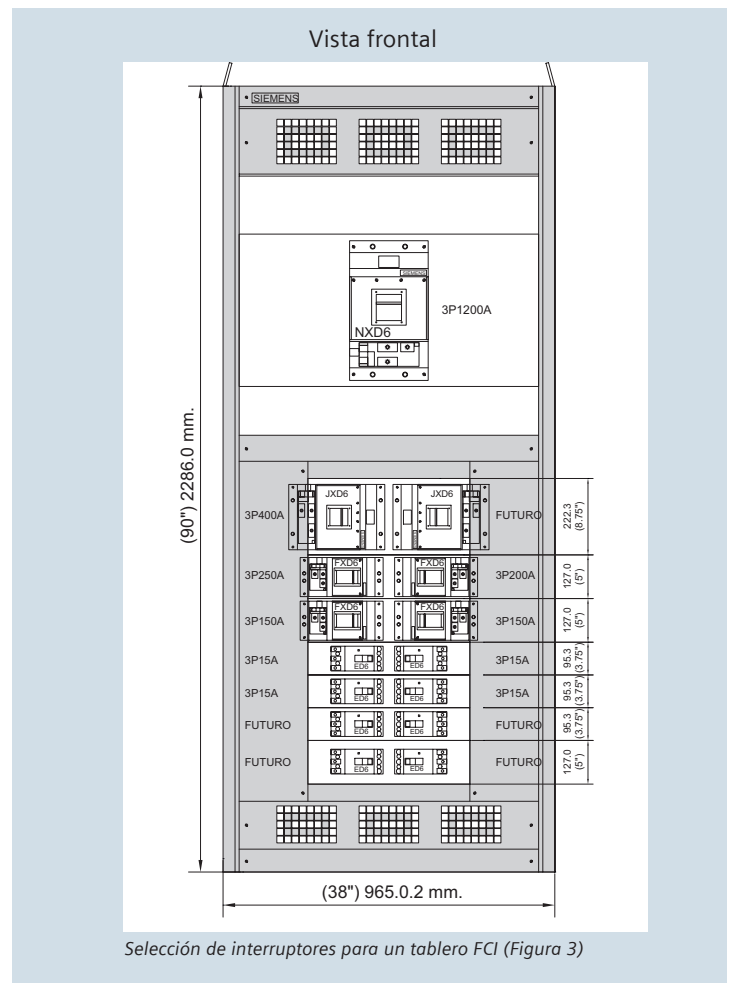 Vista frontal
SIEMENS
SIEMENS
NXD6
3P1200A
(90") 2286.0 mm.
JXD6
JXD6
3P400A
FUTURO
222.3
(8.75")
FXD6
FXD6
3P250A
3P200A
127.0
(5")
FXD6
FXD6
3P150A
3P150A
127.0
(5")
3P15A
ED6
ED6
3P15A
95.3
(3.75")
3P15A
ED6
ED6
3P15A
95.3
(3.75")
FUTURO
ED6
ED6
FUTURO
95.3
(3.75")
FUTURO
ED6
ED6
FUTURO
127.0
(5")
(38") 965.0.2 mm.
Selección de interruptores para un tablero FCI (Figura 3)